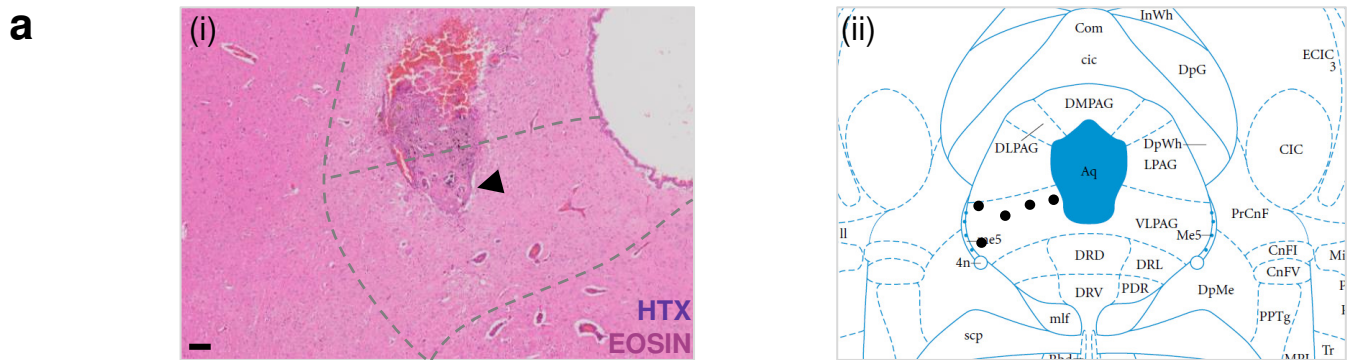 a
(i)
HTX
EOSIN
(ii)
InWh
Com
ECIC
3
cic
DpG
DMPAG
DLPAG
DpWh
CIC
Aq
LPAG
PrCnF
ll
VLPAG
me5
Me5
CnFI
Mi
4n
DRD
DRL
CnFV
DRV
PDR
DpMe
PPTg
mlf
scp
Tr